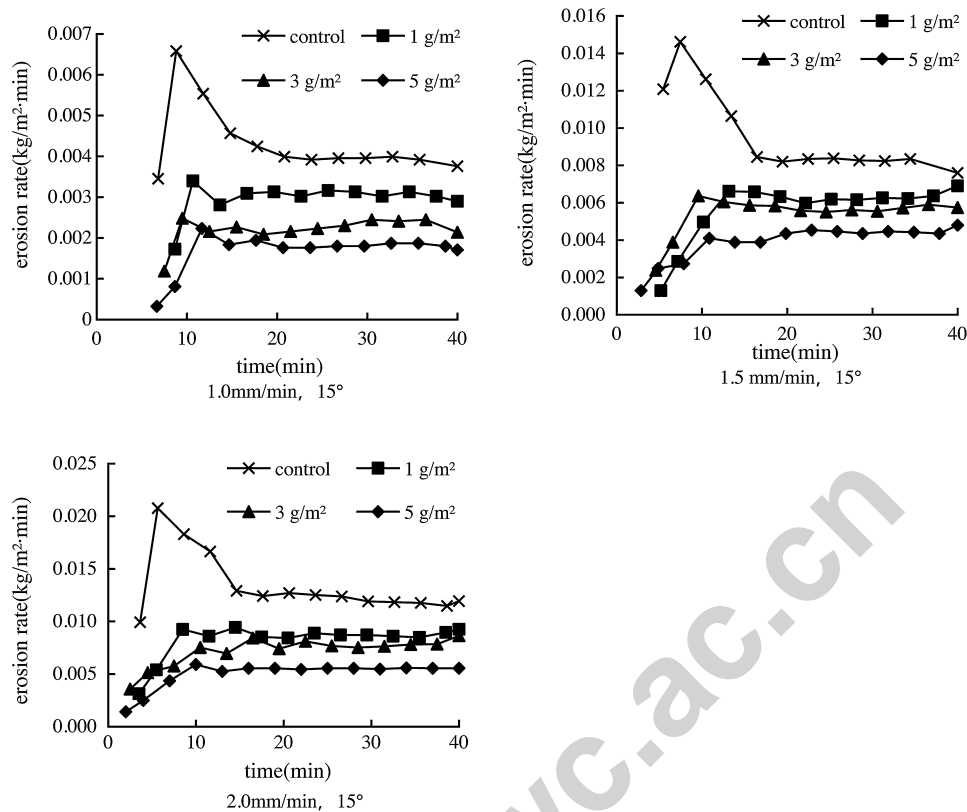 erosion rate(kg/m²·min)
0.007
0.006
0.005
0.004
0.003
0.002
0.001
0
control
1 g/m²
3 g/m²
5 g/m²
0
10
20
30
40
time(min)
1.0mm/min, 15°
erosion rate(kg/m²·min)
0.016
0.014
0.012
0.010
0.008
0.006
0.004
0.002
0.000
control
1 g/m²
3 g/m²
5 g/m²
0
10
20
30
40
time(min)
1.5 mm/min, 15°
erosion rate(kg/m²·min)
0.025
0.020
0.015
0.010
0.005
0.000
control
1 g/m²
3 g/m²
5 g/m²
0
10
20
30
40
time(min)
2.0mm/min, 15°
vc.ac.cn